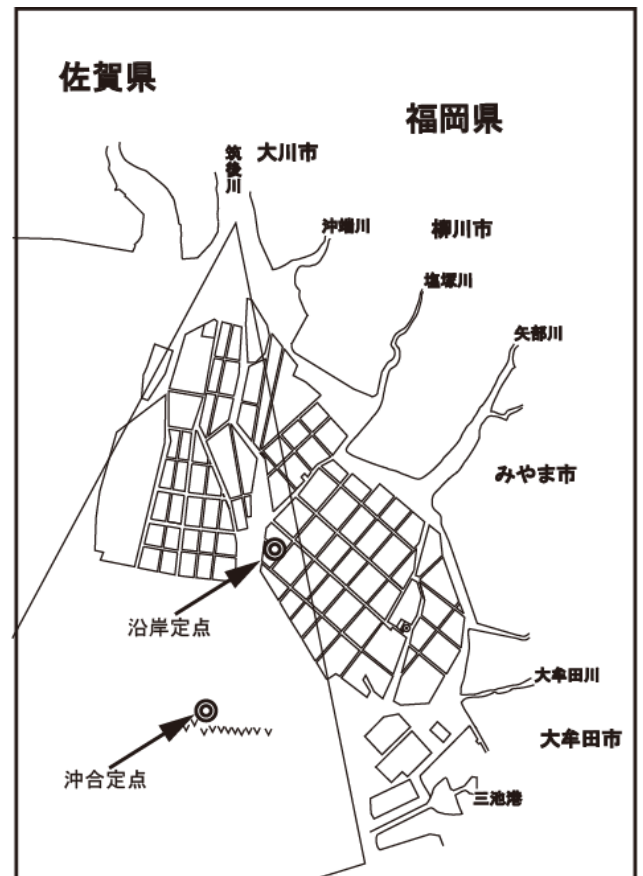 佐賀県
福岡県
筑後川
大川市
沖端川
柳川市
塩塚川
矢部川
みやま市
沿岸定点
大牟田川
大牟田市
沖合定点
三池港